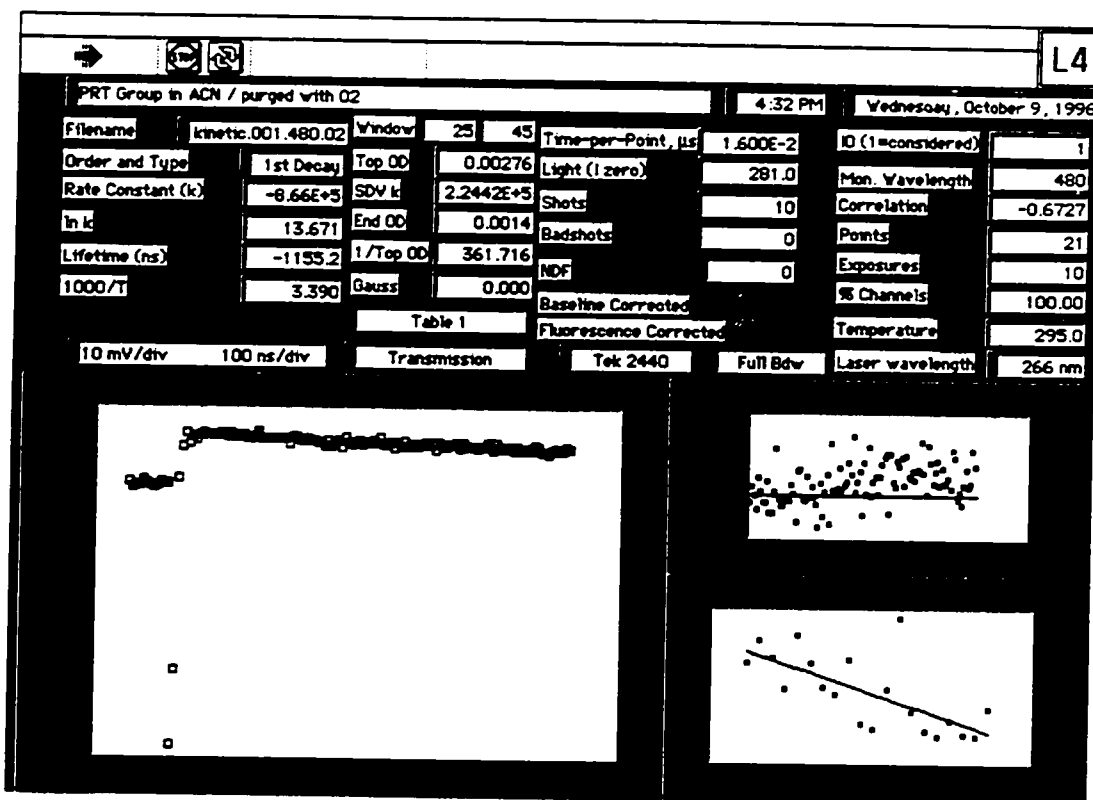 STOP
L4
PRT Group in ACN / purged with O2
4:32 PM
Wednesday, October 9, 1996
Filename kinetic.001.480.02
Order and Type 1st Decay
Rate Constant (k) -8.66E+5
ln k 13.671
Lifetime (ns) -1155.2
1000/T 3.390
Window 25 45
Top OD 0.00276
SDV k 2.2442E+5
End OD 0.0014
1/Top OD 361.716
Gauss 0.000
Table 1
Time-per-Point, µs 1.600E-2
Light (I zero) 281.0
Shots 10
Badshots 0
NDF 0
Baseline Corrected
Fluorescence Corrected
IO (1=considered) 1
Mon. Wavelength 480
Correlation -0.6727
Points 21
Exposures 10
% Channels 100.00
Temperature 295.0
10 mV/div 100 ns/div
Transmission
Tek 2440
Full Bdw
Laser wavelength 266 nm